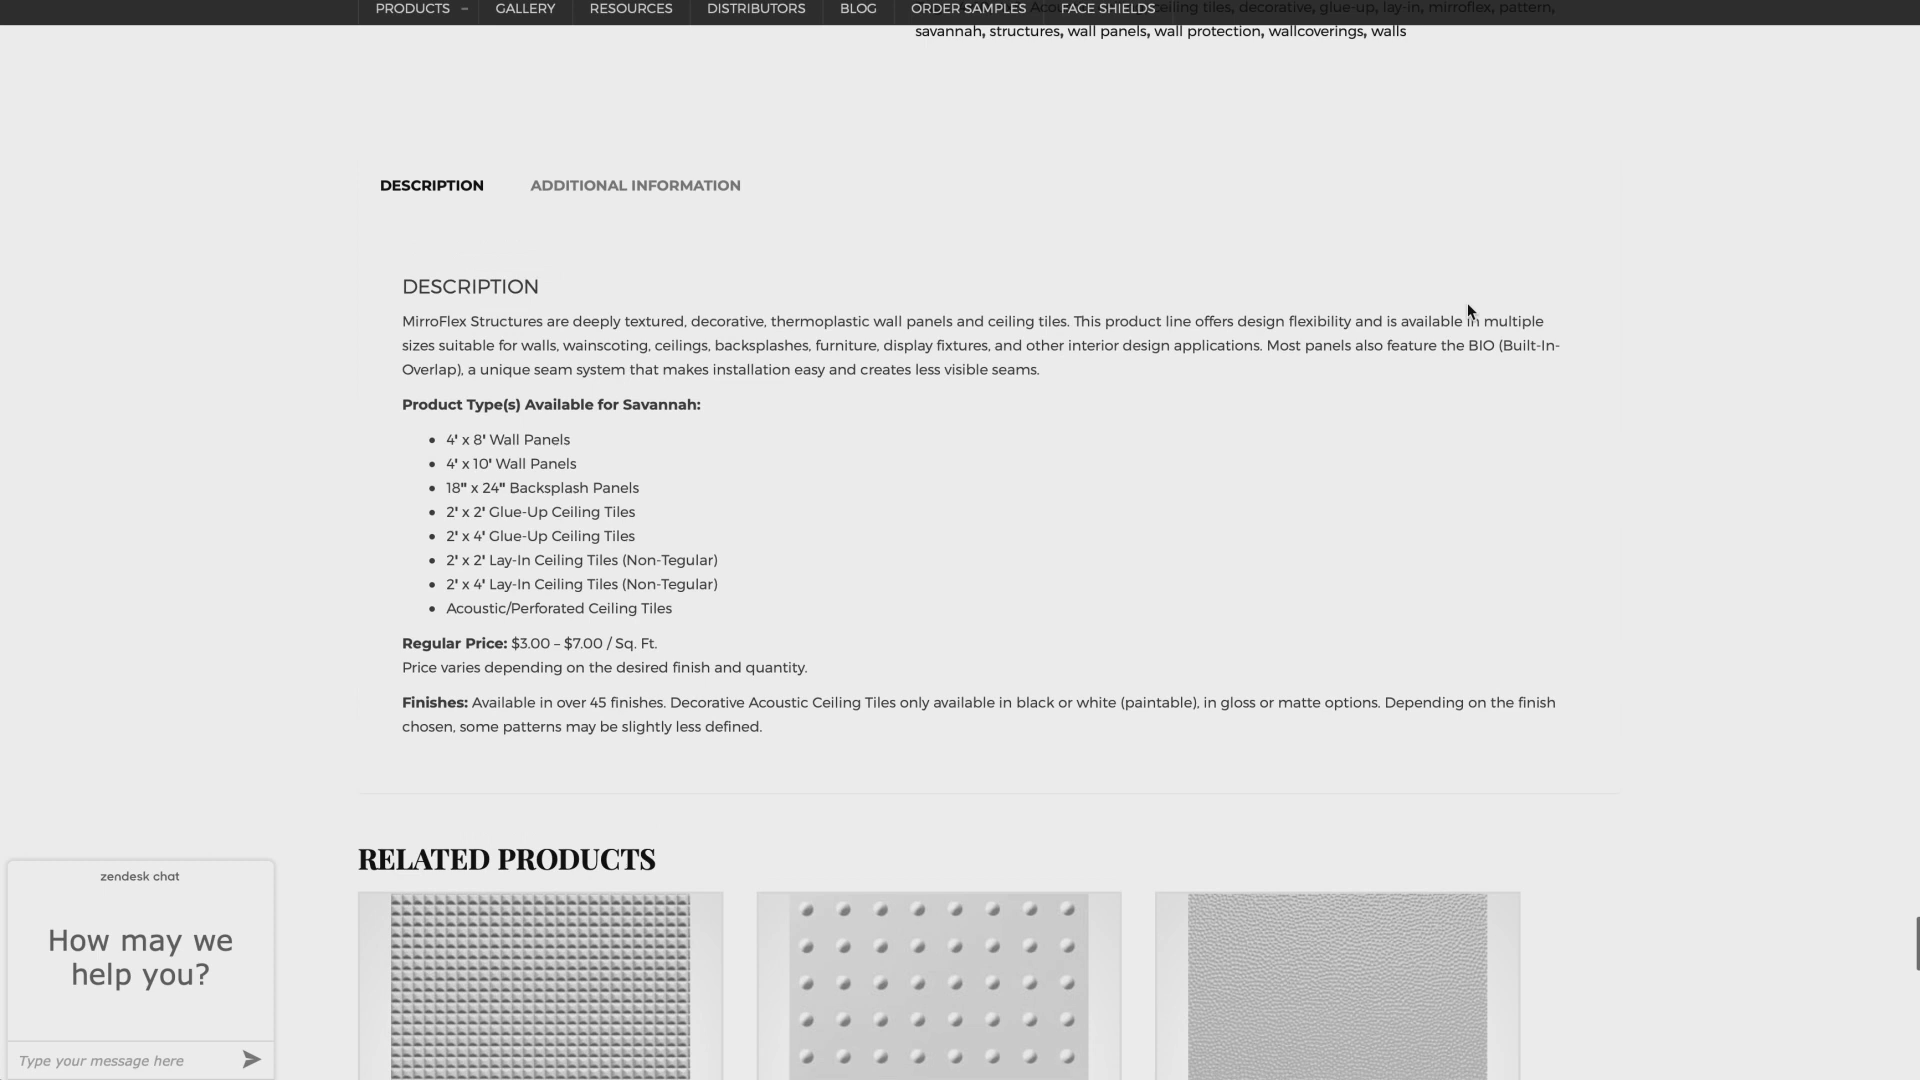 PRODUCTS GALLERY RESOURCES DISTRIBUTORS BLOG ORDER SAMPLES FACE SHIELDS
ceiling tiles, decorative, glue-up, lay-in, mirroflex, pattern,
savannah, structures, wall panels, wall protection, wallcoverings, walls
DESCRIPTION ADDITIONAL INFORMATION
DESCRIPTION
MirroFlex Structures are deeply textured, decorative, thermoplastic wall panels and ceiling tiles. This product line offers design flexibility and is available in multiple
sizes suitable for walls, wainscoting, ceilings, backsplashes, furniture, display fixtures, and other interior design applications. Most panels also feature the BIO (Built-In-
Overlap), a unique seam system that makes installation easy and creates less visible seams.
Product Type(s) Available for Savannah:
• 4' x 8' Wall Panels
• 4' x 10' Wall Panels
• 18" x 24" Backsplash Panels
• 2' x 2' Glue-Up Ceiling Tiles
• 2' x 4' Glue-Up Ceiling Tiles
• 2' x 2' Lay-In Ceiling Tiles (Non-Tegular)
• 2' x 4' Lay-In Ceiling Tiles (Non-Tegular)
• Acoustic/Perforated Ceiling Tiles
Regular Price: $3.00 – $7.00 / Sq. Ft.
Price varies depending on the desired finish and quantity.
Finishes: Available in over 45 finishes. Decorative Acoustic Ceiling Tiles only available in black or white (paintable), in gloss or matte options. Depending on the finish
chosen, some patterns may be slightly less defined.
RELATED PRODUCTS
zendesk chat
How may we
help you?
Type your message here